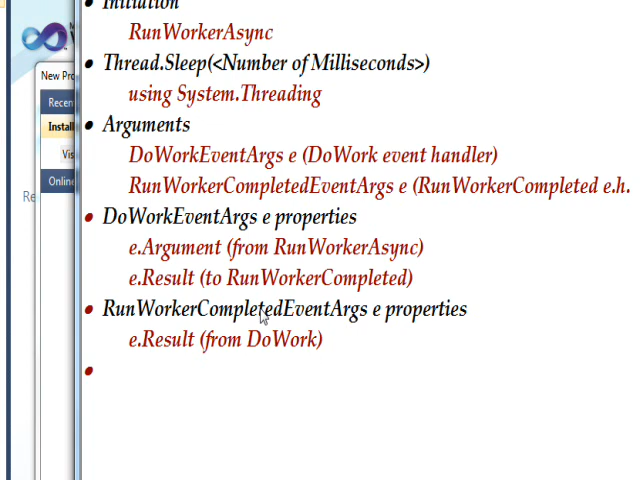 Initiation
RunWorkerAsync
Thread.Sleep(<Number of Milliseconds>)
using System.Threading
Arguments
DoWorkEventArgs e (DoWork event handler)
RunWorkerCompletedEventArgs e (RunWorkerCompleted e.h.
DoWorkEventArgs e properties
e.Argument (from RunWorkerAsync)
e.Result (to RunWorkerCompleted)
RunWorkerCompletedEventArgs e properties
e.Result (from DoWork)
New Pro
Recen
Install
Vis
Online
Re